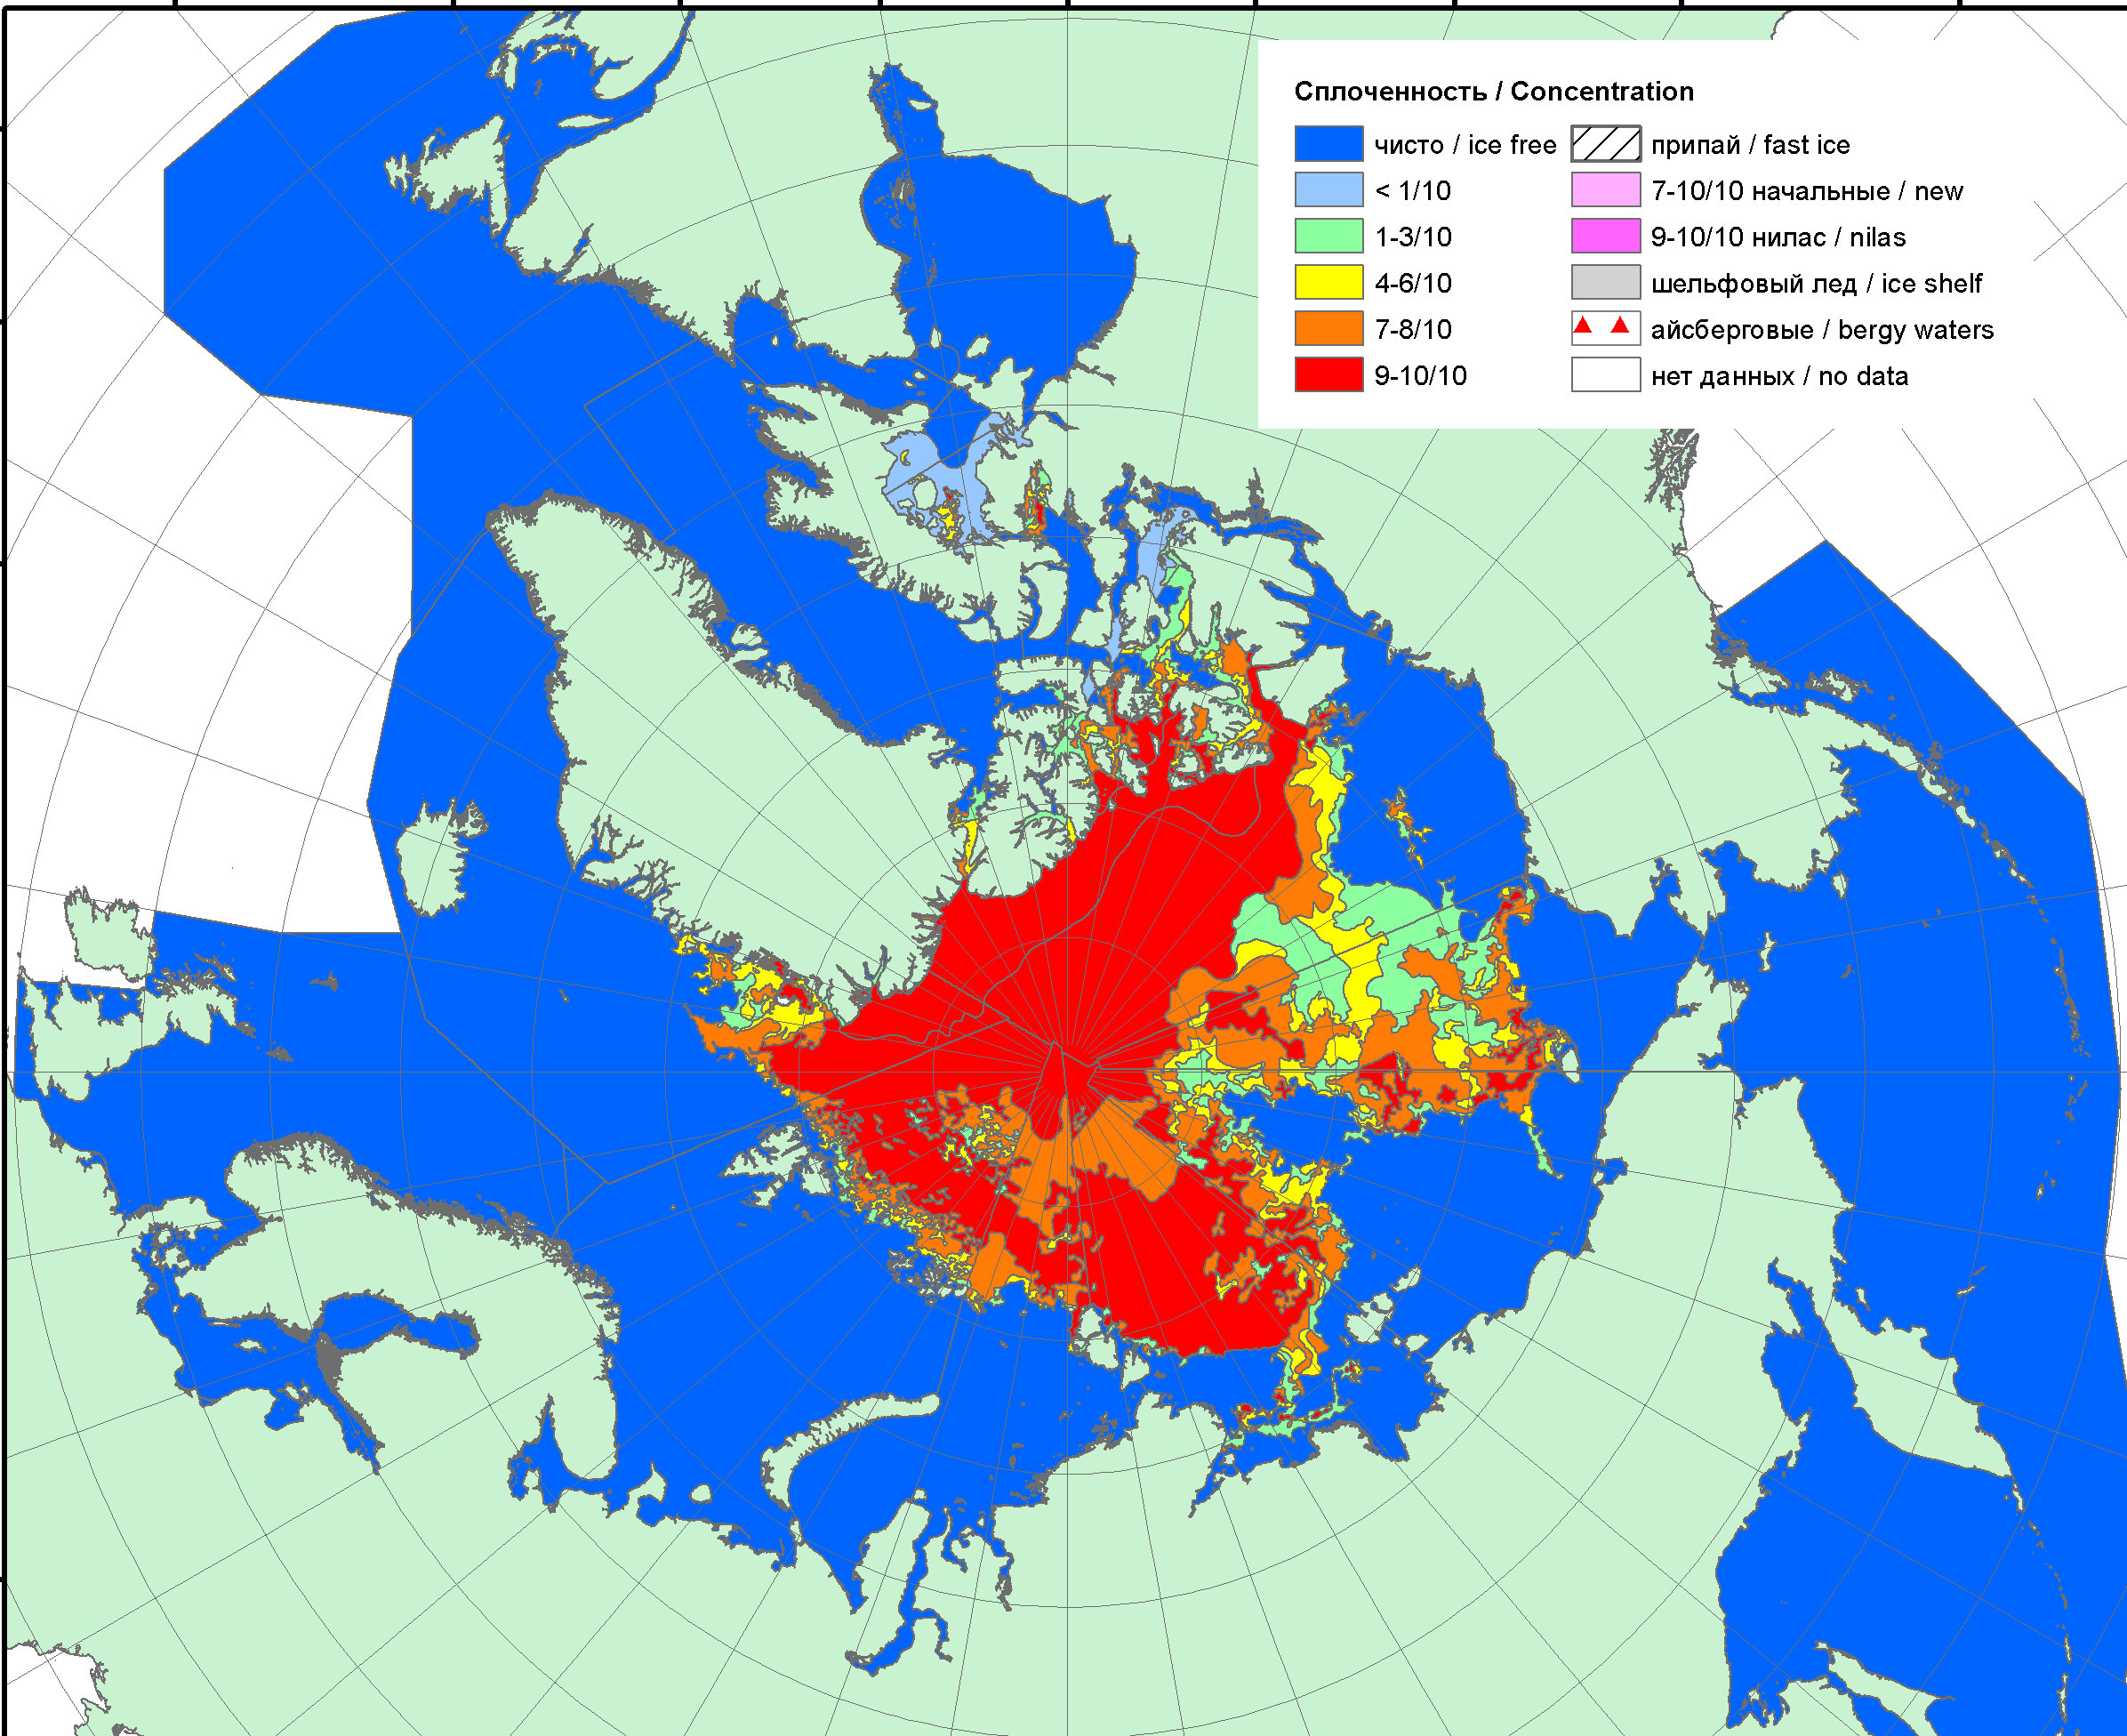 Сплоченность / Concentration
чисто / ice free
< 1/10
1-3/10
4-6/10
7-8/10
9-10/10
припай / fast ice
7-10/10 начальные / new
9-10/10 нилас / nilas
шельфовый лед / ice shelf
айсберговые / bergy waters
нет данных / no data